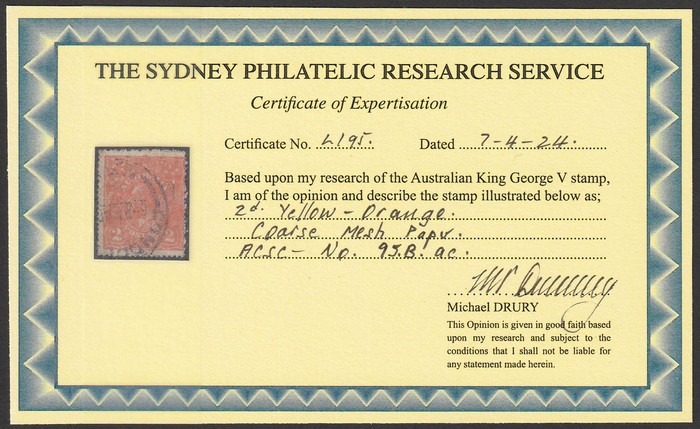 THE SYDNEY PHILATELIC RESEARCH SERVICE
Certificate of Expertisation
Certificate No. L195. Dated 7-4-24.
Based upon my research of the Australian King George V stamp,
I am of the opinion and describe the stamp illustrated below as;
2d. Yellow - Orange.
Coarse Mesh Paper.
ACSC - No. 95.B. ac.
Michael DRURY
This Opinion is given in good faith based
upon my research and subject to the
conditions that I shall not be liable for
any statement made herein.